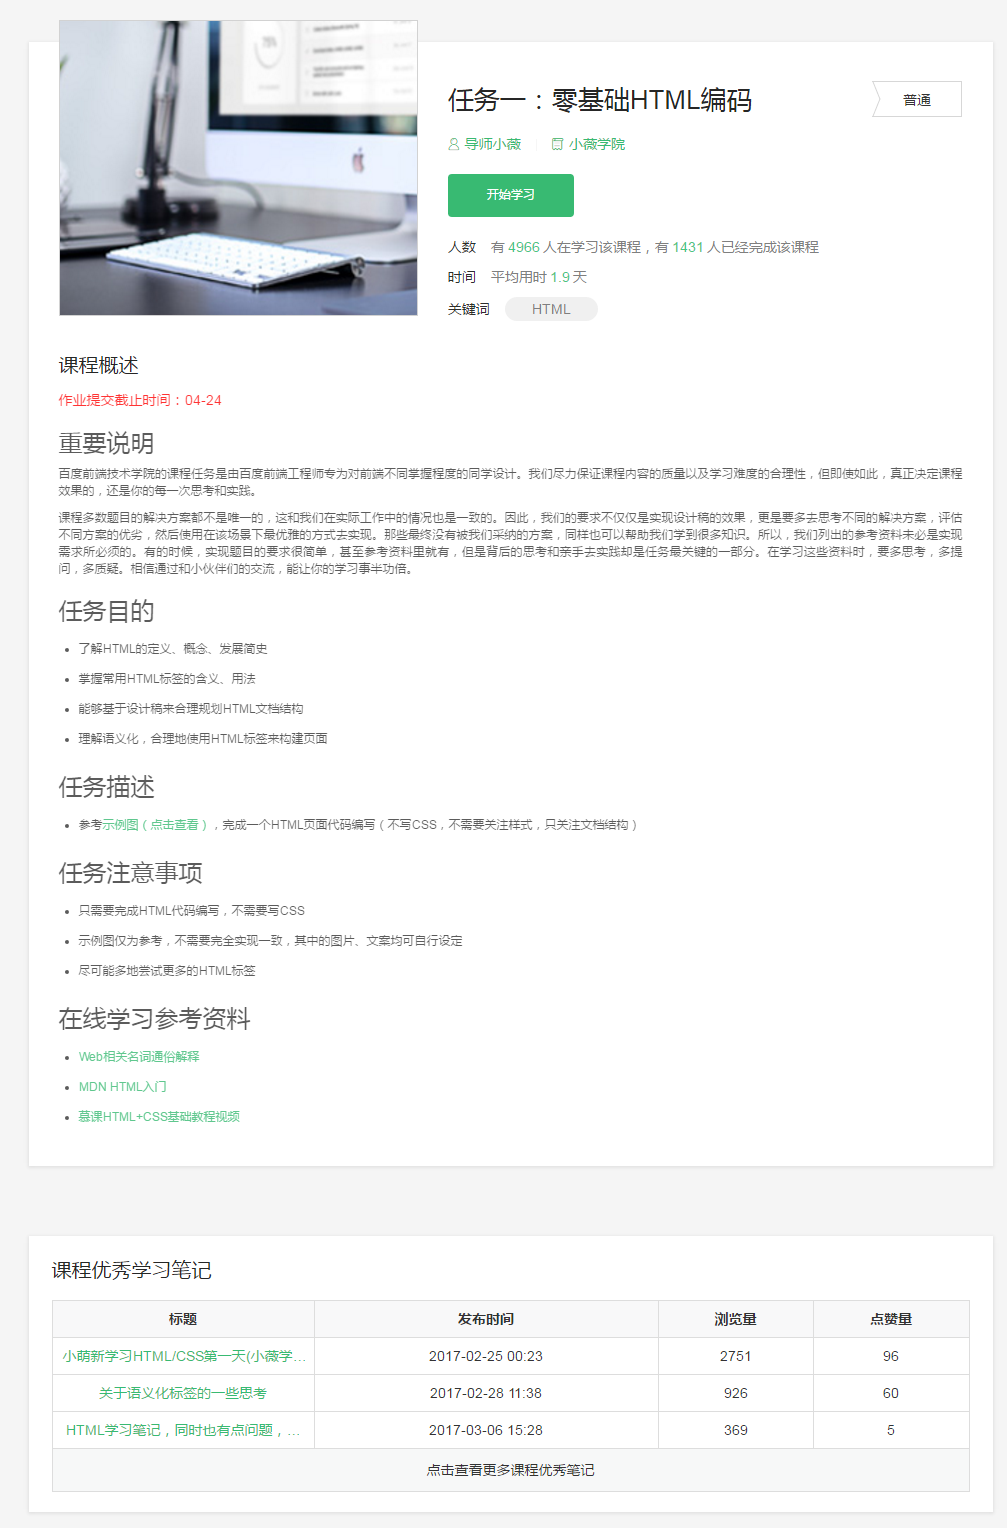 75%
任务一：零基础HTML编码
普通
导师小薇 小薇学院
开始学习
人数 有 4966 人在学习该课程，有 1431 人已经完成该课程
时间 平均用时 1.9 天
关键词 HTML
课程概述
作业提交截止时间：04-24
重要说明
百度前端技术学院的课程任务是由百度前端工程师专为对前端不同掌握程度的同学设计。我们尽力保证课程内容的质量以及学习难度的合理性，但即使如此，真正决定课程
效果的，还是你的每一次思考和实践。
课程多数题目的解决方案都不是唯一的，这和我们在实际工作中的情况也是一致的。因此，我们的要求不仅仅是实现设计稿的效果，更是要多去思考不同的解决方案，评估
不同方案的优劣，然后使用在该场景下最优雅的方式去实现。那些最终没有被我们采纳的方案，同样也可以帮助我们学到很多知识。所以，我们列出的参考资料未必是实现
需求所必须的。有的时候，实现题目的要求很简单，甚至参考资料里就有，但是背后的思考和亲手去实践却是任务最关键的一部分。在学习这些资料时，要多思考，多提
问，多质疑。相信通过和小伙伴们的交流，能让你的学习事半功倍。
任务目的
了解HTML的定义、概念、发展简史
掌握常用HTML标签的含义、用法
能够基于设计稿来合理规划HTML文档结构
理解语义化，合理地使用HTML标签来构建页面
任务描述
参考示例图（点击查看），完成一个HTML页面代码编写（不写CSS，不需要关注样式，只关注文档结构）
任务注意事项
只需要完成HTML代码编写，不需要写CSS
示例图仅为参考，不需要完全实现一致，其中的图片、文案均可自行设定
尽可能多地尝试更多的HTML标签
在线学习参考资料
Web相关名词通俗解释
MDN HTML入门
慕课HTML+CSS基础教程视频
课程优秀学习笔记
标题 发布时间 浏览量 点赞量
小萌新学习HTML/CSS第一天(小薇学... 2017-02-25 00:23 2751 96
关于语义化标签的一些思考 2017-02-28 11:38 926 60
HTML学习笔记，同时也有点问题，... 2017-03-06 15:28 369 5
点击查看更多课程优秀笔记